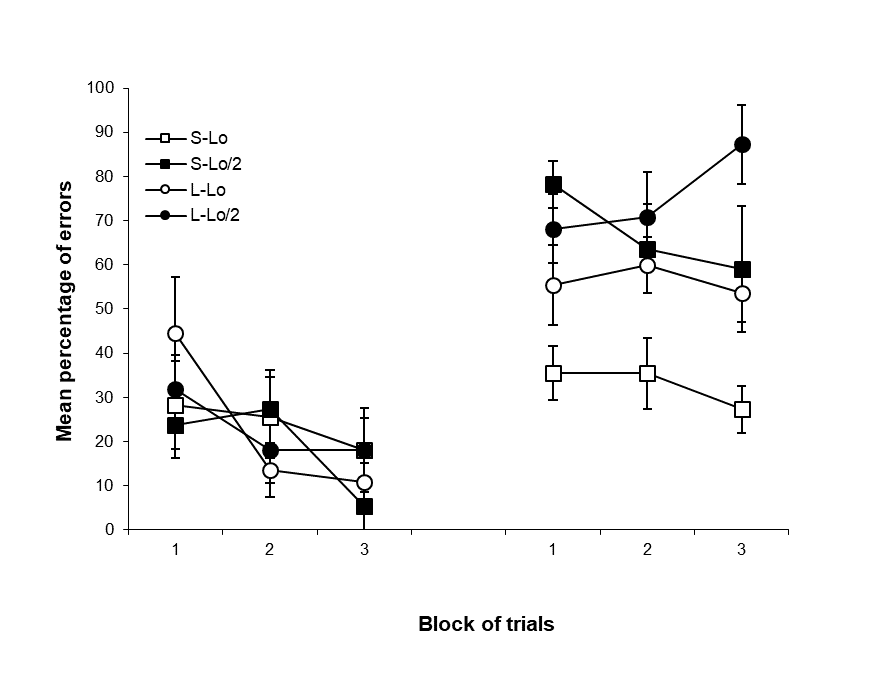 100
90
80
70
60
50
40
30
20
10
0
Mean percentage of errors
S-Lo
S-Lo/2
L-Lo
L-Lo/2
1 2 3 1 2 3
Block of trials